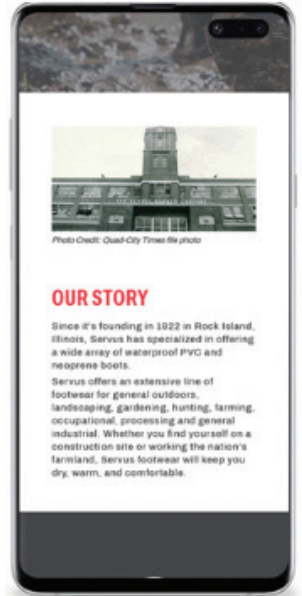 Photo Credit: Quad-City Times file photo
OUR STORY
Since it's founding in 1922 in Rock Island,
Illinois, Servus has specialized in offering
a wide array of waterproof PVC and
neoprene boots.
Servus offers an extensive line of
footwear for general outdoors,
landscaping, gardening, hunting, farming,
occupational, processing and general
industrial. Whether you find yourself on a
construction site or working the nation's
farmland, Servus footwear will keep you
dry, warm, and comfortable.